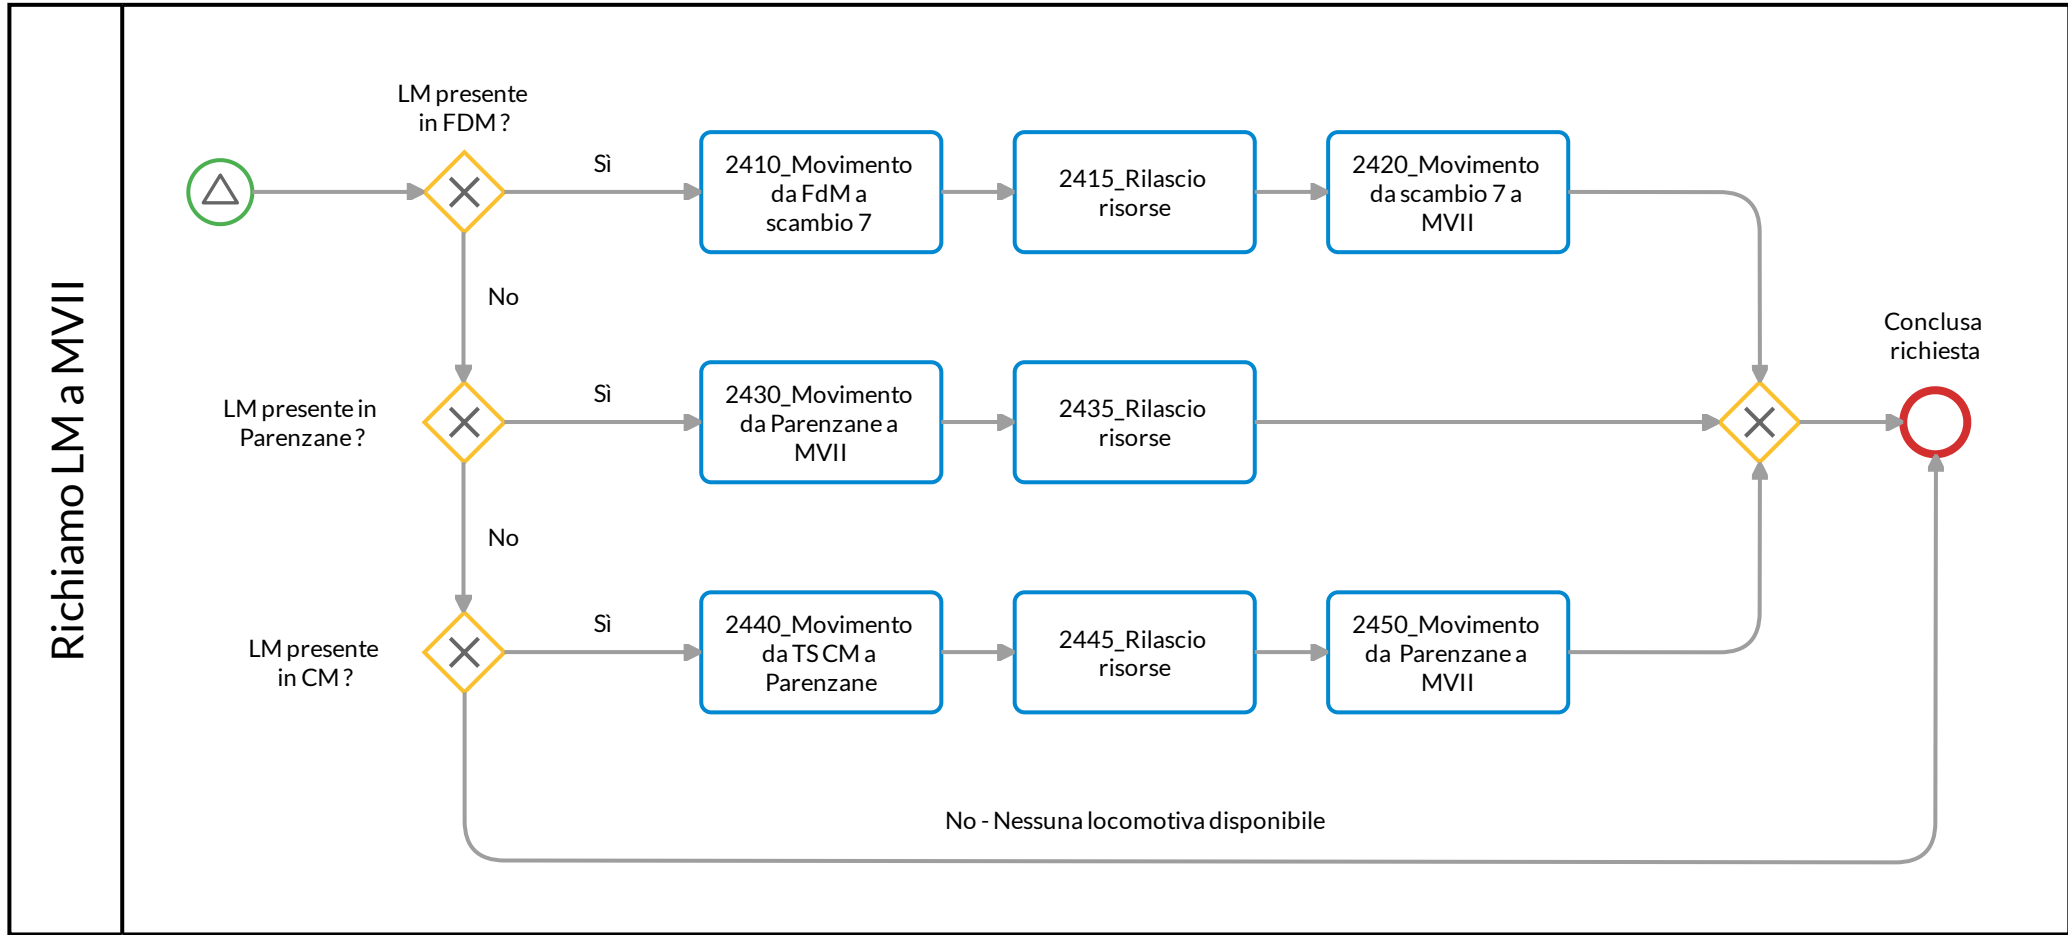 Richiamo LM a MVII
LM presente
in FDM ?
Sì
2410_Movimento
da FdM a
scambio 7
2415_Rilascio
risorse
2420_Movimento
da scambio 7 a
MVII
No
Conclusa
richiesta
LM presente in
Parenzane ?
Sì
2430_Movimento
da Parenzane a
MVII
2435_Rilascio
risorse
No
LM presente
in CM ?
Sì
2440_Movimento
da TS CM a
Parenzane
2445_Rilascio
risorse
2450_Movimento
da Parenzane a
MVII
No - Nessuna locomotiva disponibile